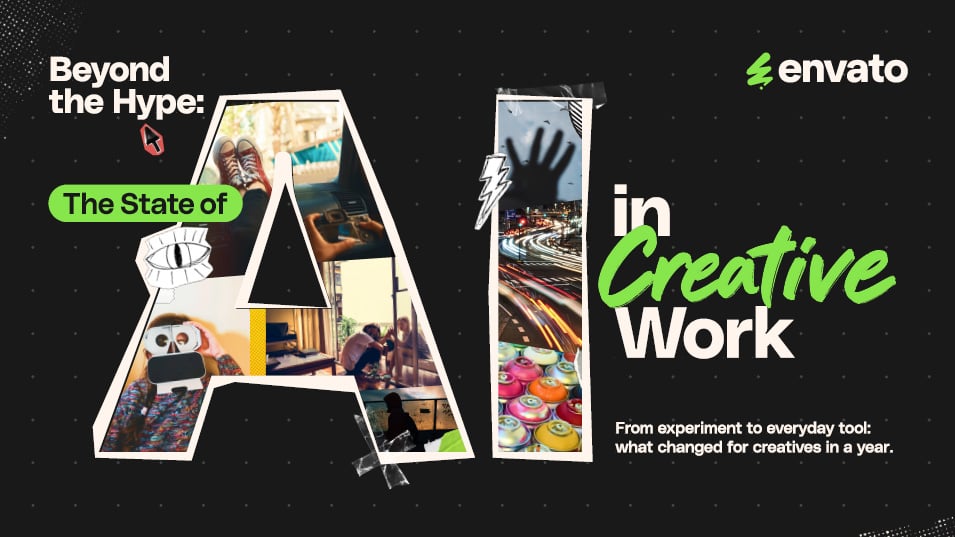 Beyond
the Hype:
envato
The State of
AI
in
Creative
Work
From experiment to everyday tool:
what changed for creatives in a year.